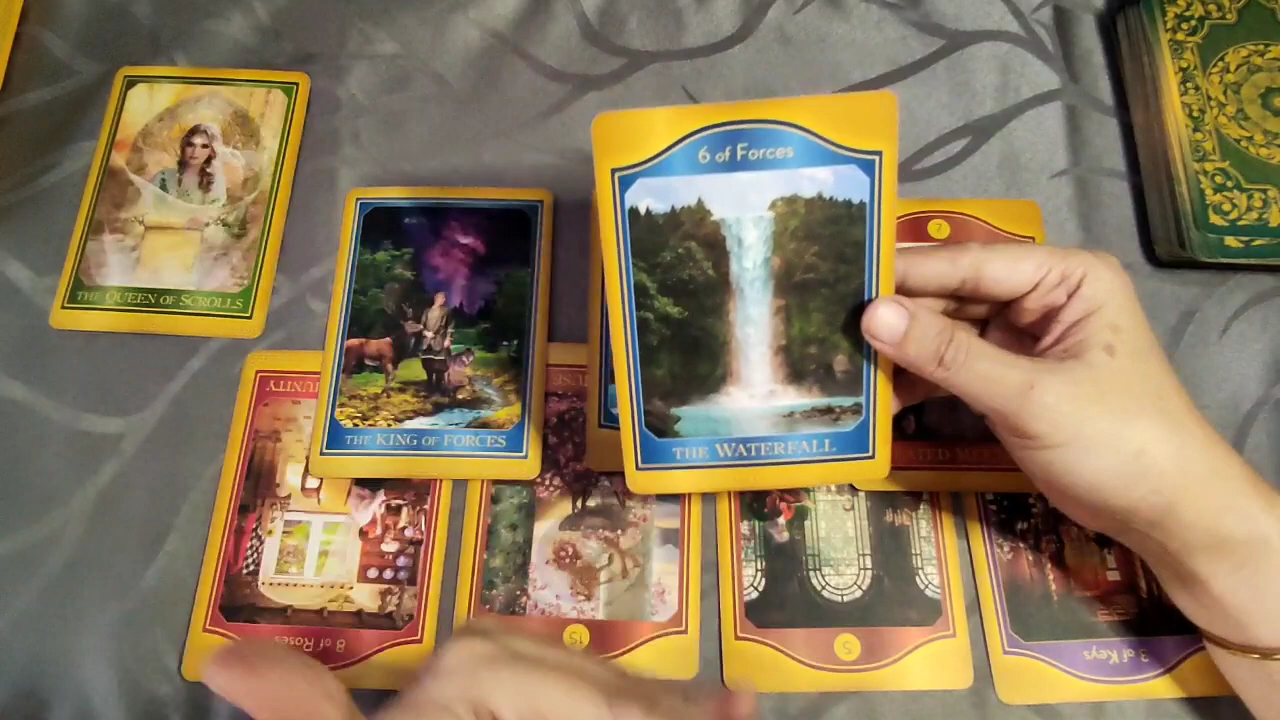 6 of Forces
THE WATERFALL
THE QUEEN OF SCROLLS
THE KING OF FORCES
8 of Roses
15
5
3 of Keys